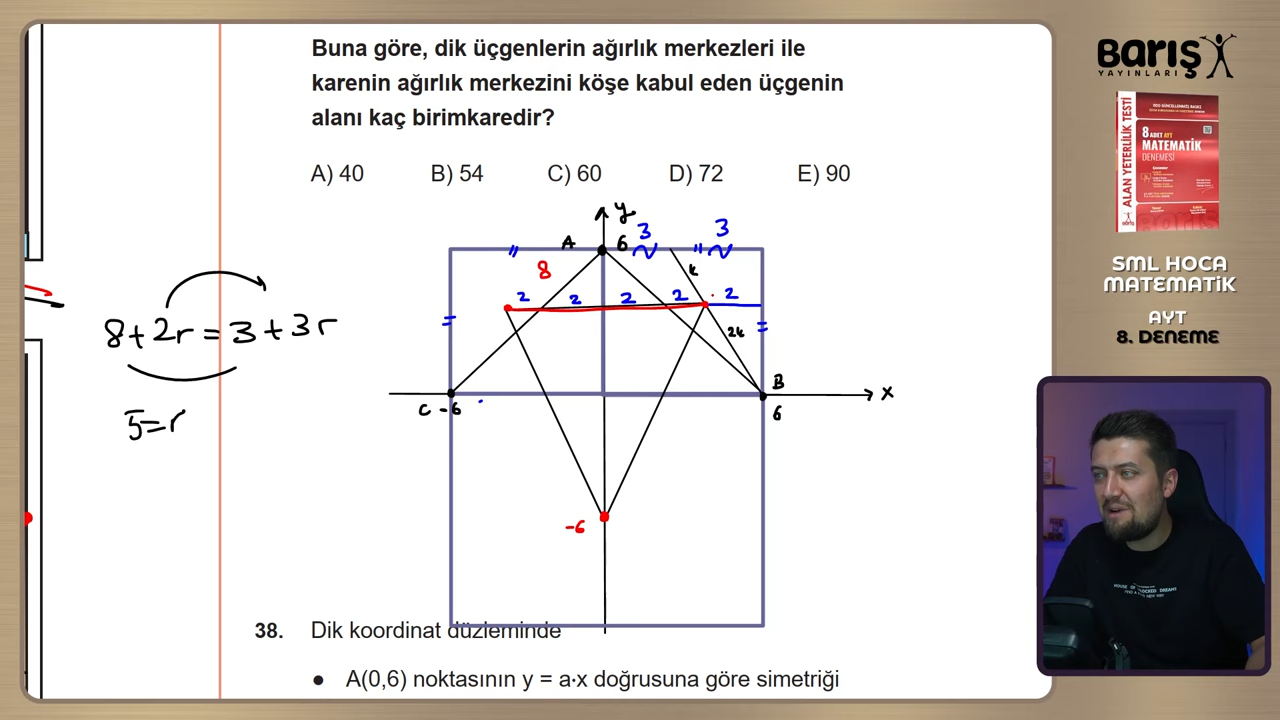 Buna göre, dik üçgenlerin ağırlık merkezleri ile
karenin ağırlık merkezini köşe kabul eden üçgenin
alanı kaç birimkaredir?
A) 40 B) 54 C) 60 D) 72 E) 90
y
A 6 3 3
8 k
2 2 2 2 2
2k
8+2r=3+3r
5=r
C -6 B x
6
-6
38. Dik koordinat düzleminde
● A(0,6) noktasının y = a·x doğrusuna göre simetriği
BARIŞ
YAYINLARI
ALAN YETERLİLİK TESTİ
8 ADET AYT
MATEMATİK
DENEMESİ
SML HOCA
MATEMATİK
AYT
8. DENEME